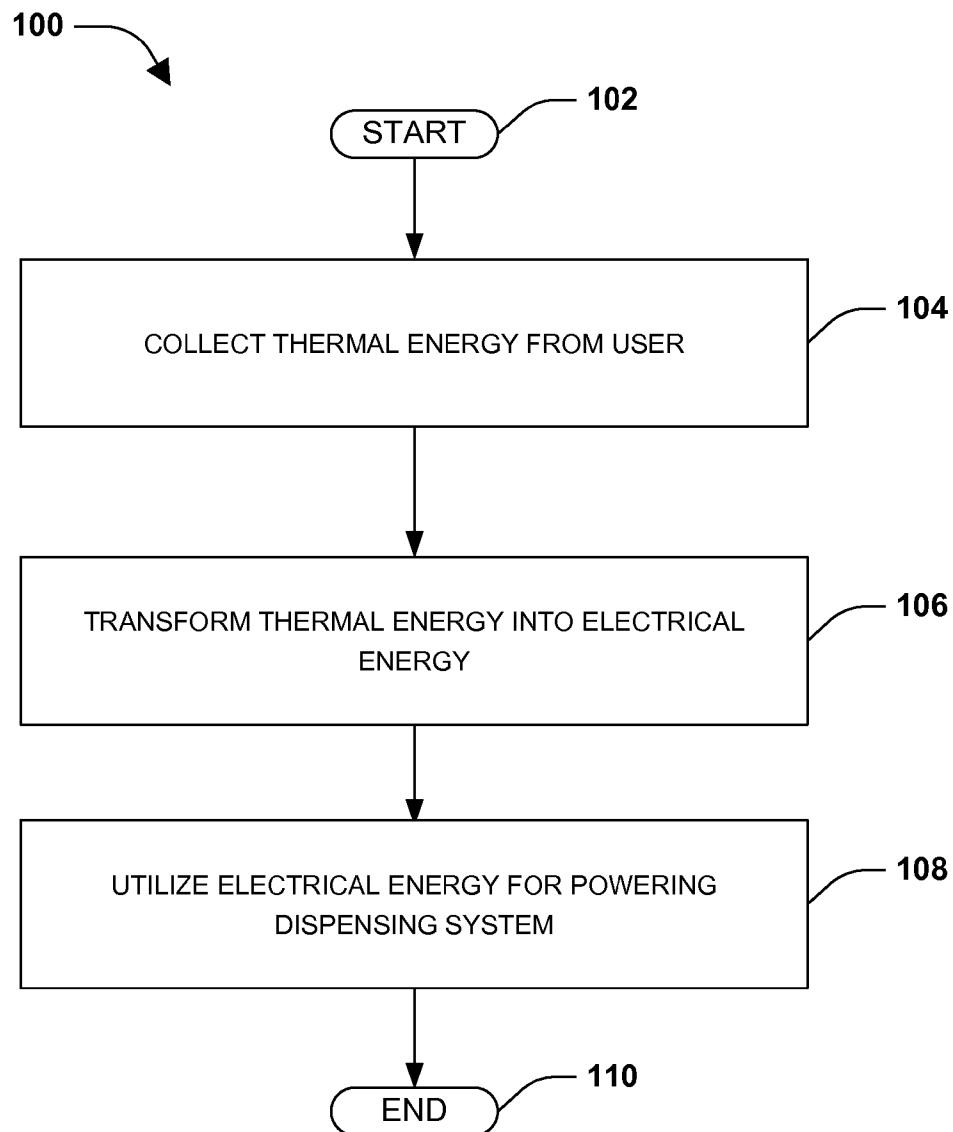 100
START
102
COLLECT THERMAL ENERGY FROM USER
104
TRANSFORM THERMAL ENERGY INTO ELECTRICAL
ENERGY
106
UTILIZE ELECTRICAL ENERGY FOR POWERING
DISPENSING SYSTEM
108
END
110